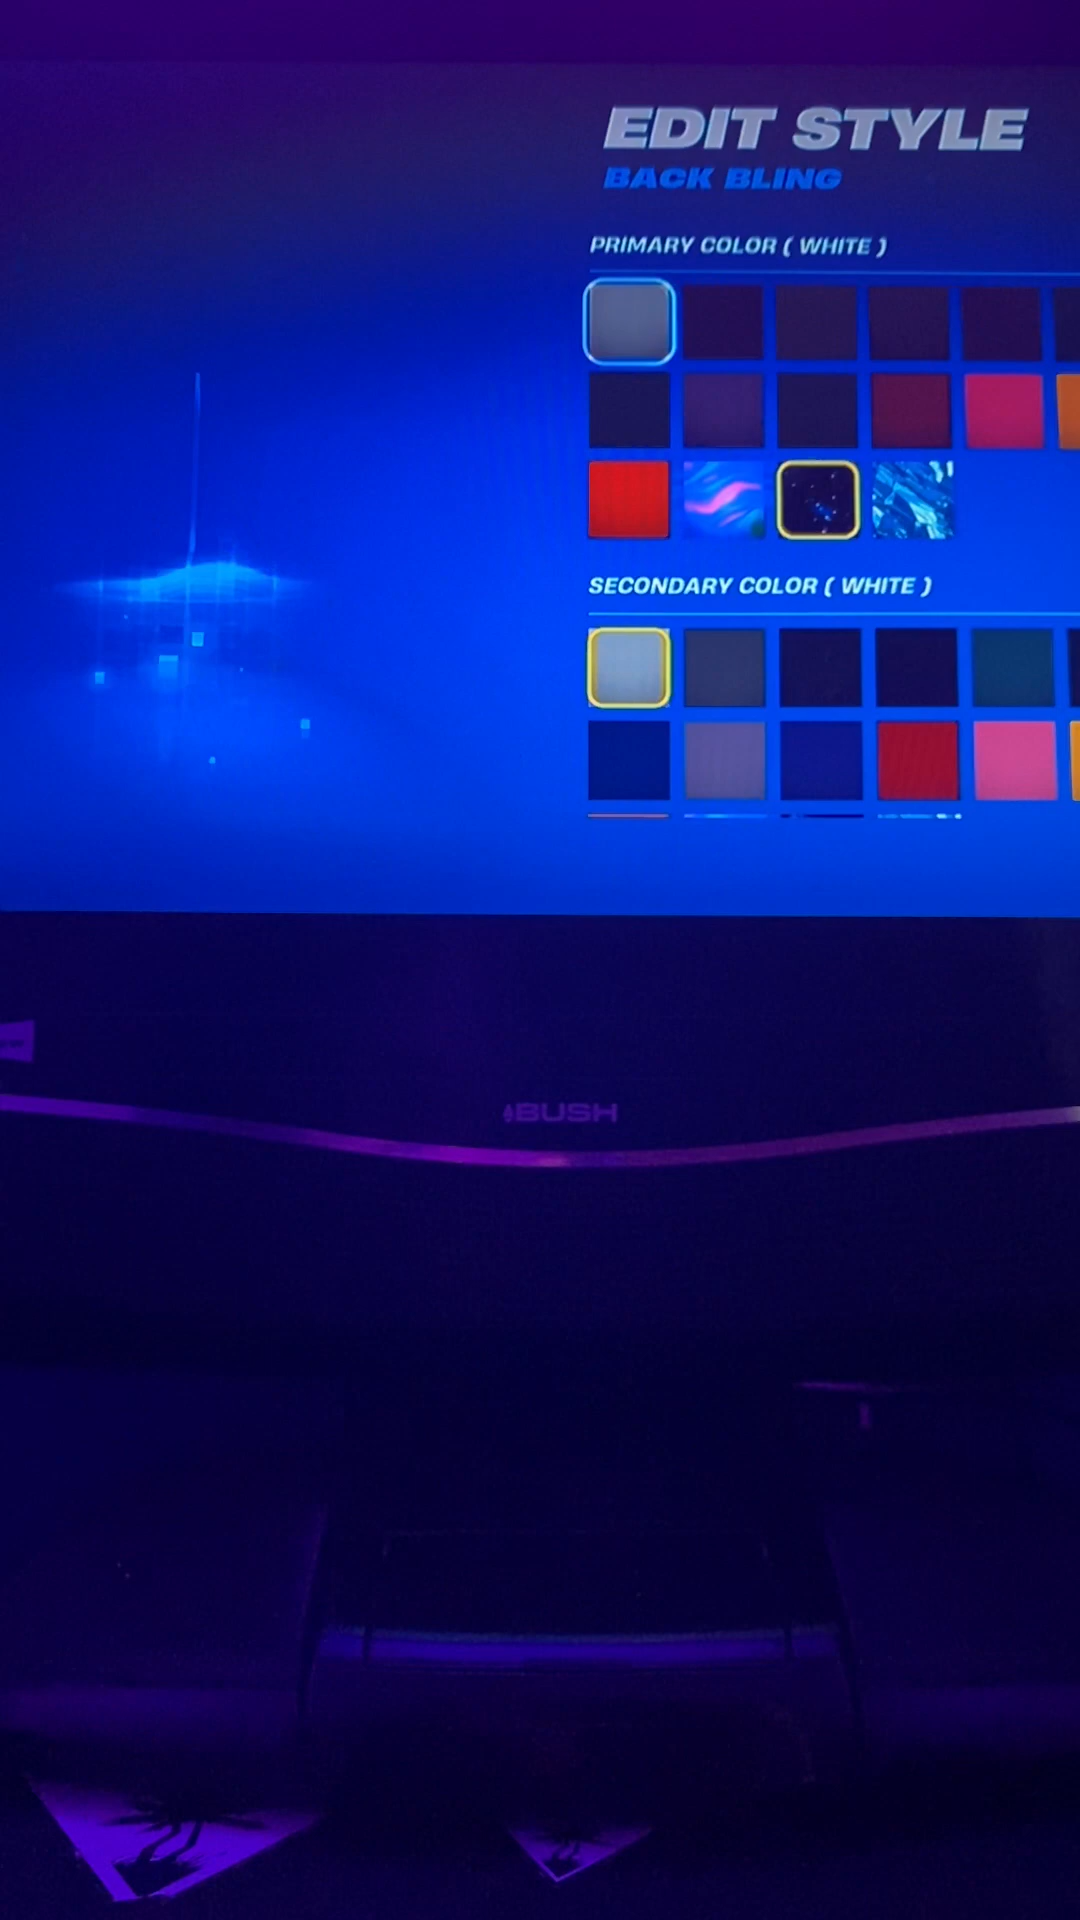 EDIT STYLE
BACK BLING
PRIMARY COLOR ( WHITE )
SECONDARY COLOR ( WHITE )
BUSH